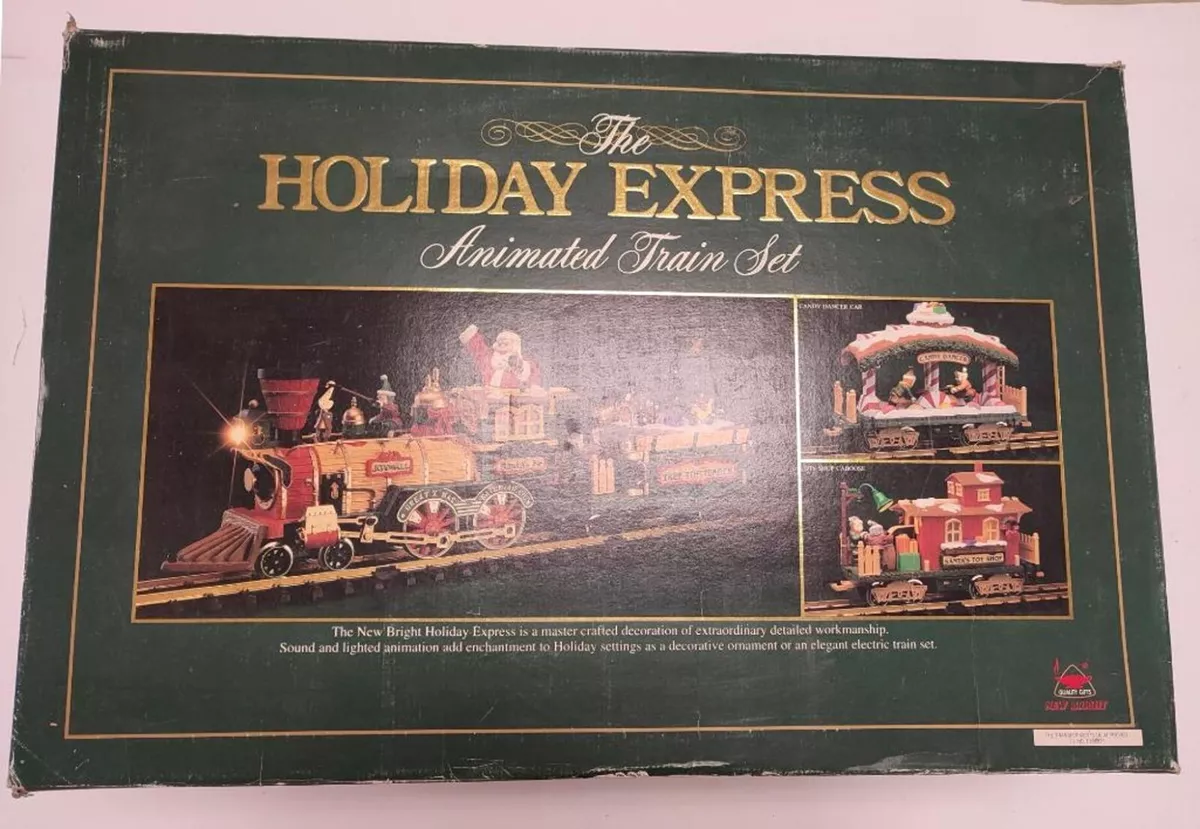 The
HOLIDAY EXPRESS
Animated Train Set
CANDY DANCER CAR
CANDY DANCER
CABOOSE
SANTA'S TOY SHOP
The New Bright Holiday Express is a master crafted decoration of extraordinary detailed workmanship.
Sound and lighted animation add enchantment to Holiday settings as a decorative ornament or an elegant electric train set.
QUALITY GIFTS
NEW BRIGHT